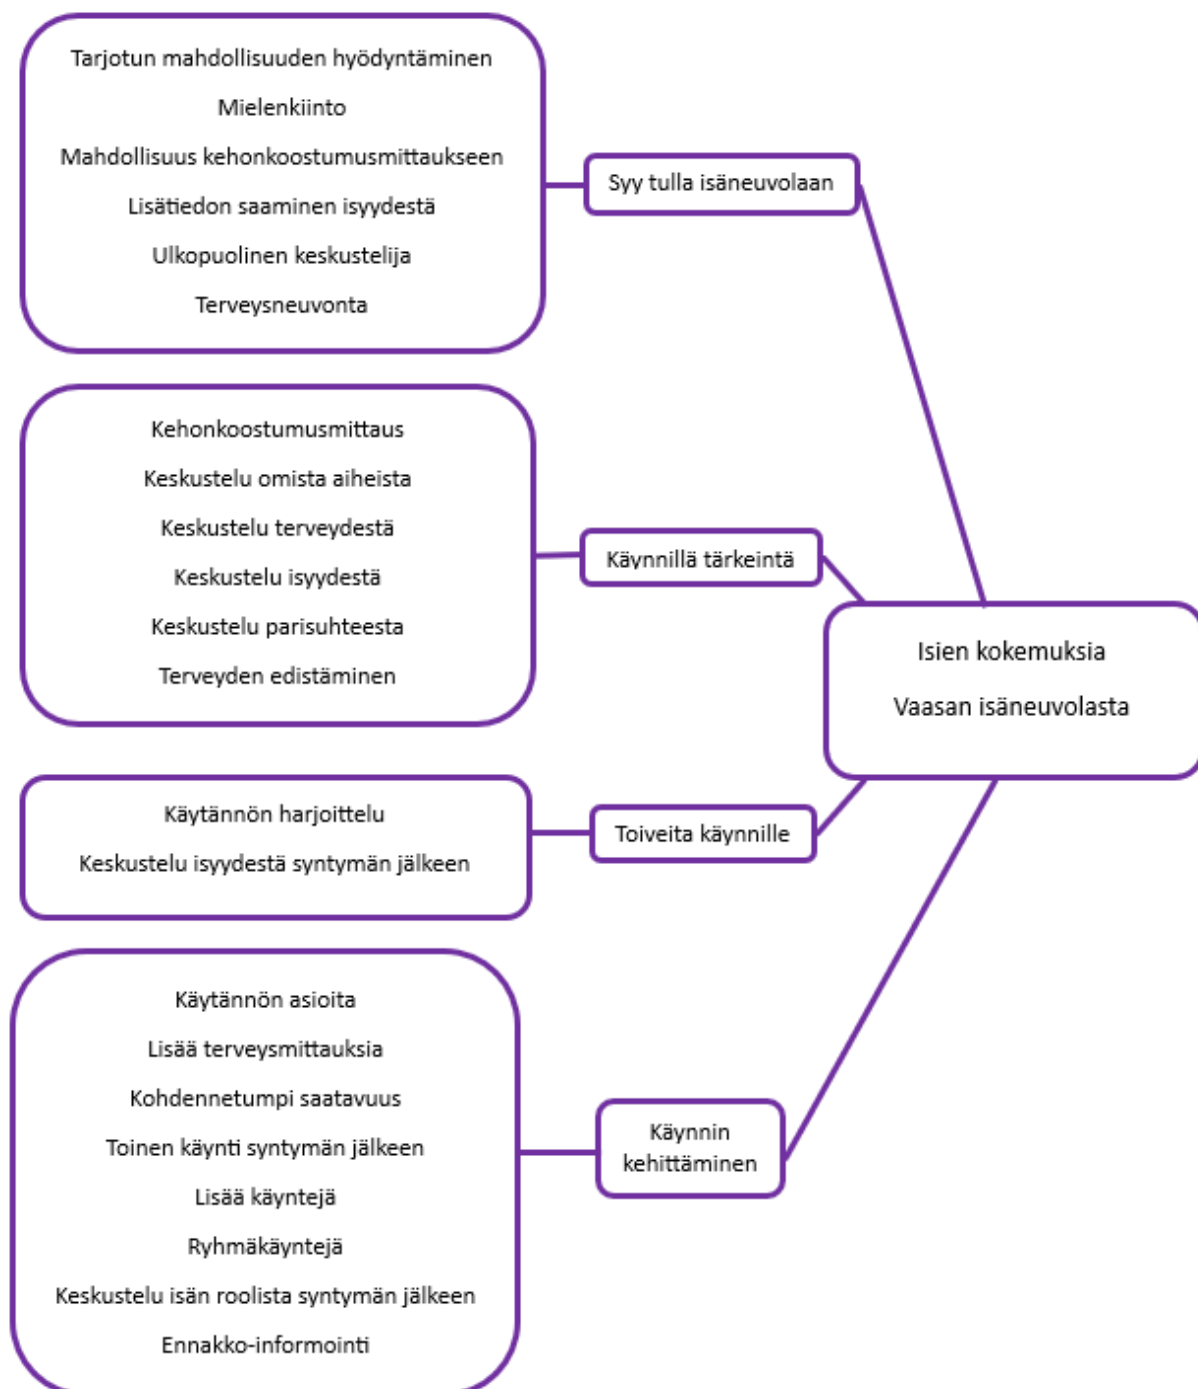 Tarjotun mahdollisuuden hyödyntäminen
Mielenkiinto
Mahdollisuus kehonkoostumusmittaukseen
Lisätiedon saaminen isyydestä
Ulkopuolinen keskustelija
Terveysneuvonta
Syy tulla isäneuvolaan
Kehonkoostumusmittaus
Keskustelu omista aiheista
Keskustelu terveydestä
Keskustelu isyydestä
Keskustelu parisuhteesta
Terveyden edistäminen
Käynnillä tärkeintä
Isien kokemuksia
Vaasan isäneuvolasta
Käytännön harjoittelu
Keskustelu isyydestä syntymän jälkeen
Toiveita käynnille
Käytännön asioita
Lisää terveysmittauksia
Kohdennetumpi saatavuus
Toinen käynti syntymän jälkeen
Lisää käyntejä
Ryhmäkäyntejä
Keskustelu isän roolista syntymän jälkeen
Ennakko-informointi
Käynnin
kehittäminen